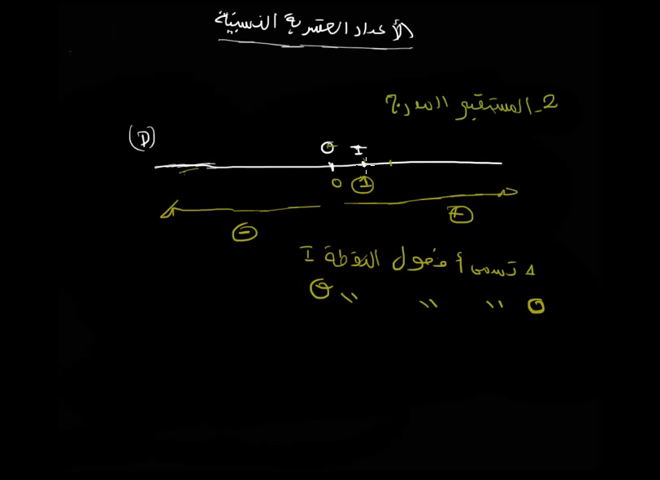 الأعداد العشرية النسبية
2- المستقيم المدرج
(D)
O I
0 1
- +
1 تسمى أفصول النقطة I
0 〃 〃 〃 O